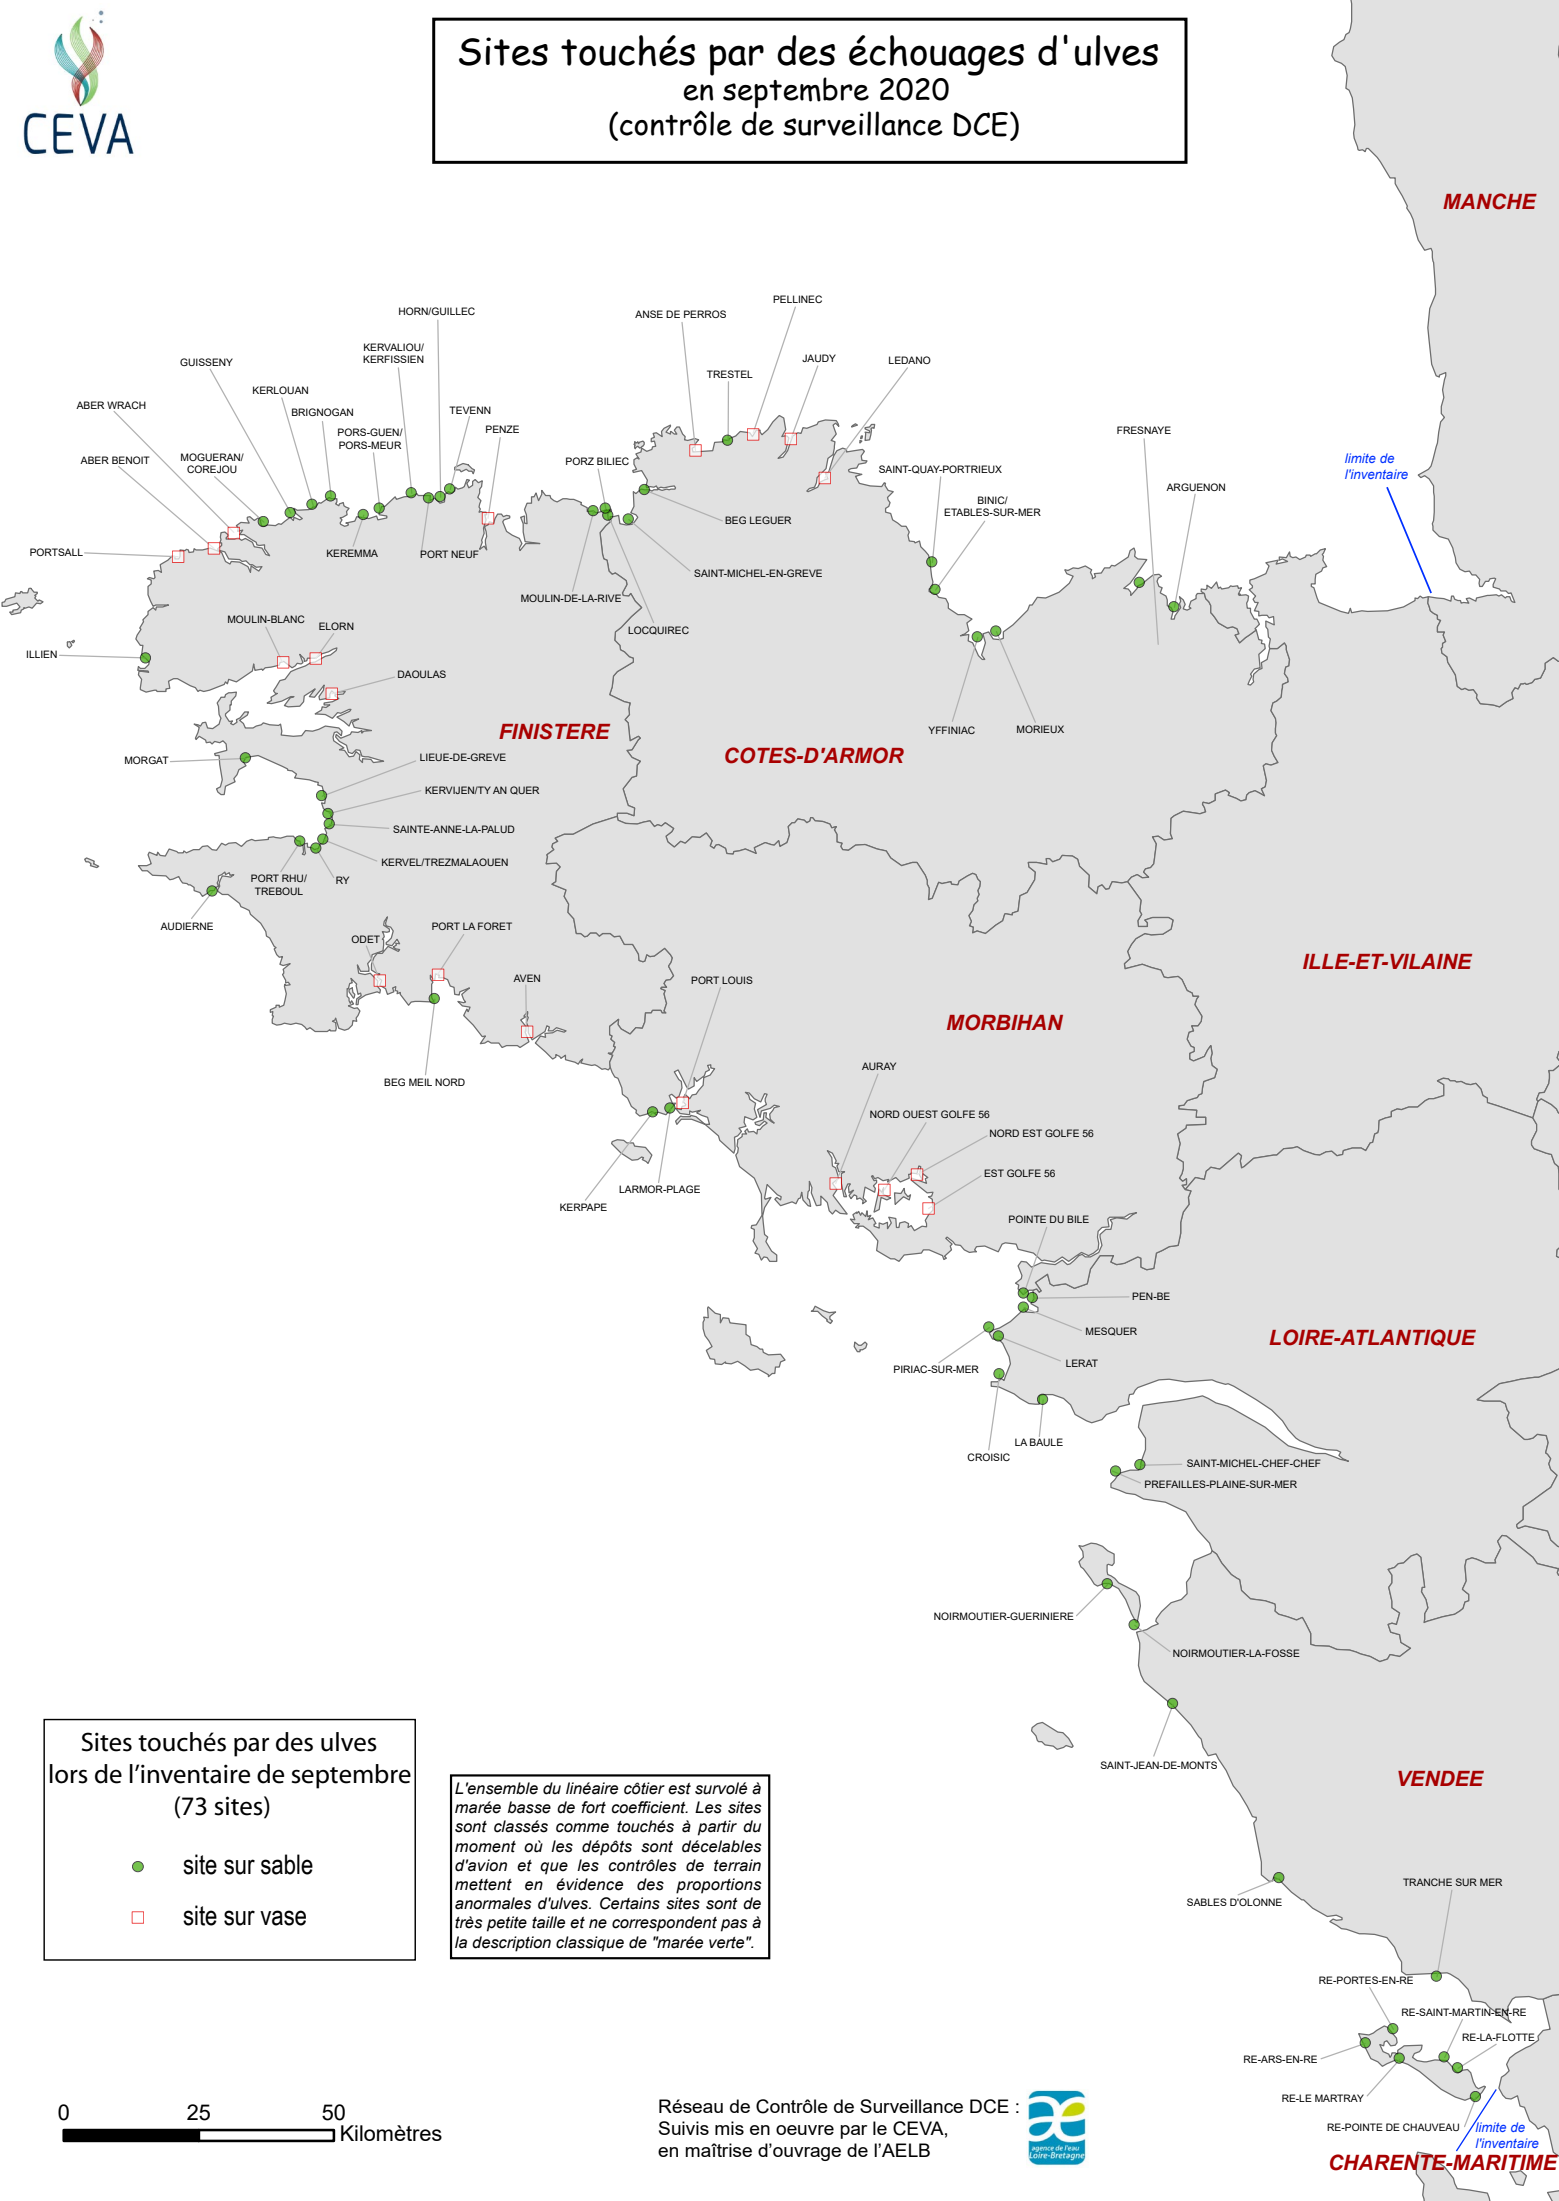 CEVA
Sites touchés par des échouages d'ulves
en septembre 2020
(contrôle de surveillance DCE)
MANCHE
PELLINEC
HORN/GUILLEC
ANSE DE PERROS
KERVALIOU/
KERFISSIEN
GUISSENY
JAUDY
LEDANO
TRESTEL
KERLOUAN
ABER WRACH
BRIGNOGAN
TEVENN
PORS-GUEN/
PORS-MEUR
PENZE
FRESNAYE
limite de
l'inventaire
ABER BENOIT
MOGUERAN/
COREJOU
PORZ BILIEC
SAINT-QUAY-PORTRIEUX
ARGUENON
BINIC/
ETABLES-SUR-MER
BEG LEGUER
PORTSALL
KEREMMA
PORT NEUF
SAINT-MICHEL-EN-GREVE
MOULIN-DE-LA-RIVE
MOULIN-BLANC
ELORN
LOCQUIREC
ILLIEN
DAOULAS
FINISTERE
YFFINIAC
MORIEUX
COTES-D'ARMOR
MORGAT
LIEUE-DE-GREVE
KERVIJEN/TY AN QUER
SAINTE-ANNE-LA-PALUD
KERVEL/TREZMALAOUEN
PORT RHU/
TREBOUL
RY
AUDIERNE
PORT LA FORET
ODET
ILLE-ET-VILAINE
AVEN
PORT LOUIS
MORBIHAN
AURAY
BEG MEIL NORD
NORD OUEST GOLFE 56
NORD EST GOLFE 56
EST GOLFE 56
LARMOR-PLAGE
KERPAPE
POINTE DU BILE
PEN-BE
MESQUER
LOIRE-ATLANTIQUE
LERAT
PIRIAC-SUR-MER
LA BAULE
CROISIC
SAINT-MICHEL-CHEF-CHEF
PREFAILLES-PLAINE-SUR-MER
NOIRMOUTIER-GUERINIERE
NOIRMOUTIER-LA-FOSSE
SAINT-JEAN-DE-MONTS
VENDEE
Sites touchés par des ulves
lors de l'inventaire de septembre
(73 sites)
site sur sable
site sur vase
L'ensemble du linéaire côtier est survolé à
marée basse de fort coefficient. Les sites
sont classés comme touchés à partir du
moment où les dépôts sont décelables
d'avion et que les contrôles de terrain
mettent en évidence des proportions
anormales d'ulves. Certains sites sont de
très petite taille et ne correspondent pas à
la description classique de "marée verte".
TRANCHE SUR MER
SABLES D'OLONNE
RE-PORTES-EN-RE
RE-SAINT-MARTIN-EN-RE
RE-LA-FLOTTE
RE-ARS-EN-RE
RE-LE MARTRAY
RE-POINTE DE CHAUVEAU
limite de
l'inventaire
CHARENTE-MARITIME
0 25 50
Kilomètres
Réseau de Contrôle de Surveillance DCE :
Suivis mis en oeuvre par le CEVA,
en maîtrise d'ouvrage de l'AELB
agence de l'eau
Loire-Bretagne